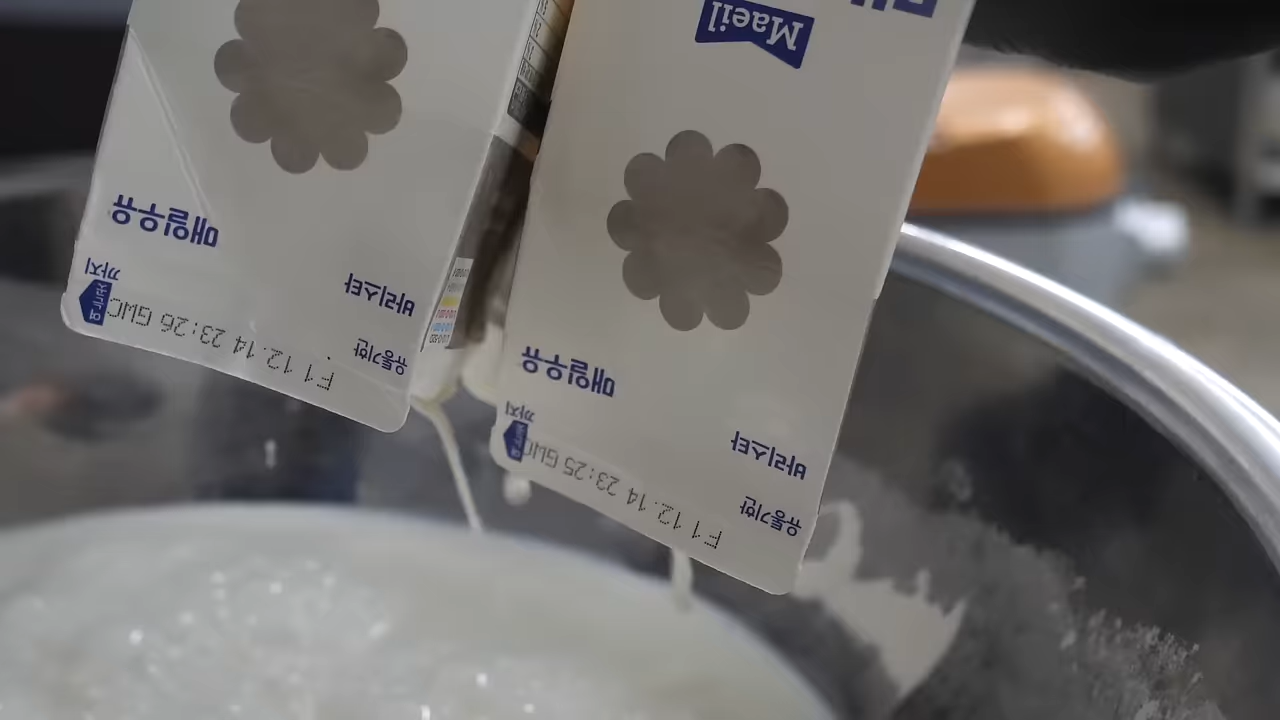 매일우유
까지
바리스타
유통기한
F1 12.14 23:26 GWC
Maeil
매일우유
까지
바리스타
유통기한
F1 12.14 23:25 GWC